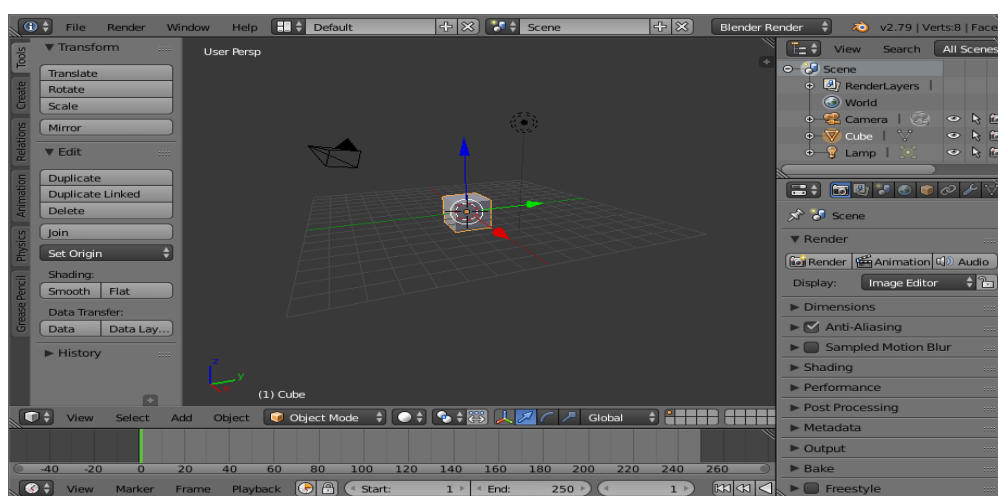 File Render Window Help Default Scene Blender Render v2.79 | Verts:8 | Face
Tools
Create
Relations
Animation
Physics
Grease Pencil
Transform
Translate
Rotate
Scale
Mirror
Edit
Duplicate
Duplicate Linked
Delete
Join
Set Origin
Shading:
Smooth Flat
Data Transfer:
Data Data Lay...
History
User Persp
z
y
(1) Cube
View Select Add Object Object Mode Global
-40 -20 0 20 40 60 80 100 120 140 160 180 200 220 240 260
View Marker Frame Playback Start: 1 End: 250 1
View Search All Scenes
Scene
RenderLayers |
World
Camera |
Cube |
Lamp |
Scene
Render
Render Animation Audio
Display: Image Editor
Dimensions
Anti-Aliasing
Sampled Motion Blur
Shading
Performance
Post Processing
Metadata
Output
Bake
Freestyle